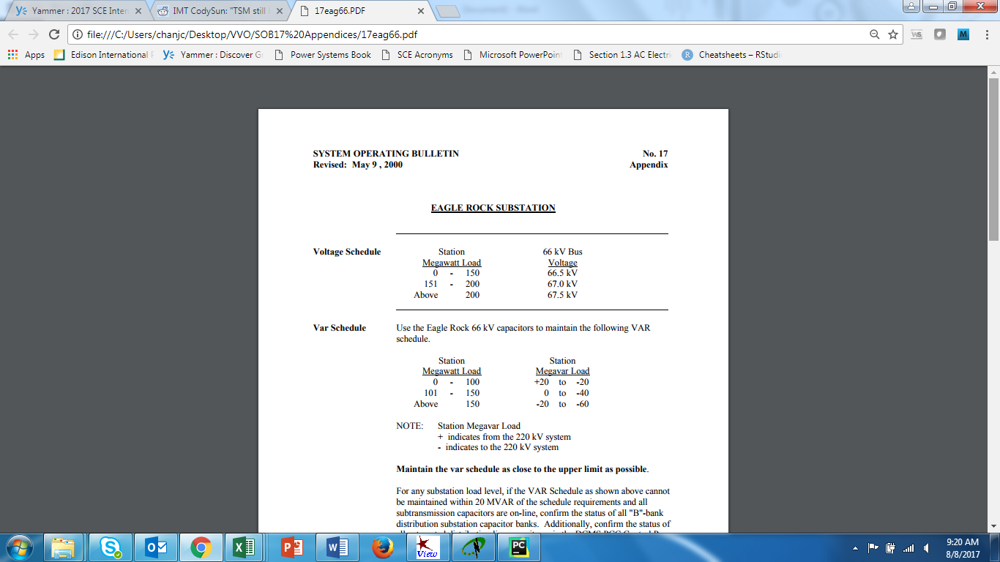 Yammer : 2017 SCE Inter
IMT CodySun: "TSM still
17eag66.PDF
file:///C:/Users/chanjc/Desktop/VVO/SOB17%20Appendices/17eag66.pdf
Apps
Edison International
Yammer : Discover G
Power Systems Book
SCE Acronyms
Microsoft PowerPoin
Section 1.3 AC Electri
Cheatsheets – RStudi
SYSTEM OPERATING BULLETIN No. 17
Revised: May 9 , 2000 Appendix
EAGLE ROCK SUBSTATION
Voltage Schedule Station 66 kV Bus
Megawatt Load Voltage
0 - 150 66.5 kV
151 - 200 67.0 kV
Above 200 67.5 kV
Var Schedule Use the Eagle Rock 66 kV capacitors to maintain the following VAR
schedule.
Station Station
Megawatt Load Megavar Load
0 - 100 +20 to -20
101 - 150 0 to -40
Above 150 -20 to -60
NOTE: Station Megavar Load
+ indicates from the 220 kV system
- indicates to the 220 kV system
Maintain the var schedule as close to the upper limit as possible.
For any substation load level, if the VAR Schedule as shown above cannot
be maintained within 20 MVAR of the schedule requirements and all
subtransmission capacitors are on-line, confirm the status of all "B"-bank
distribution substation capacitor banks. Additionally, confirm the status of
View
PC
9:20 AM
8/8/2017